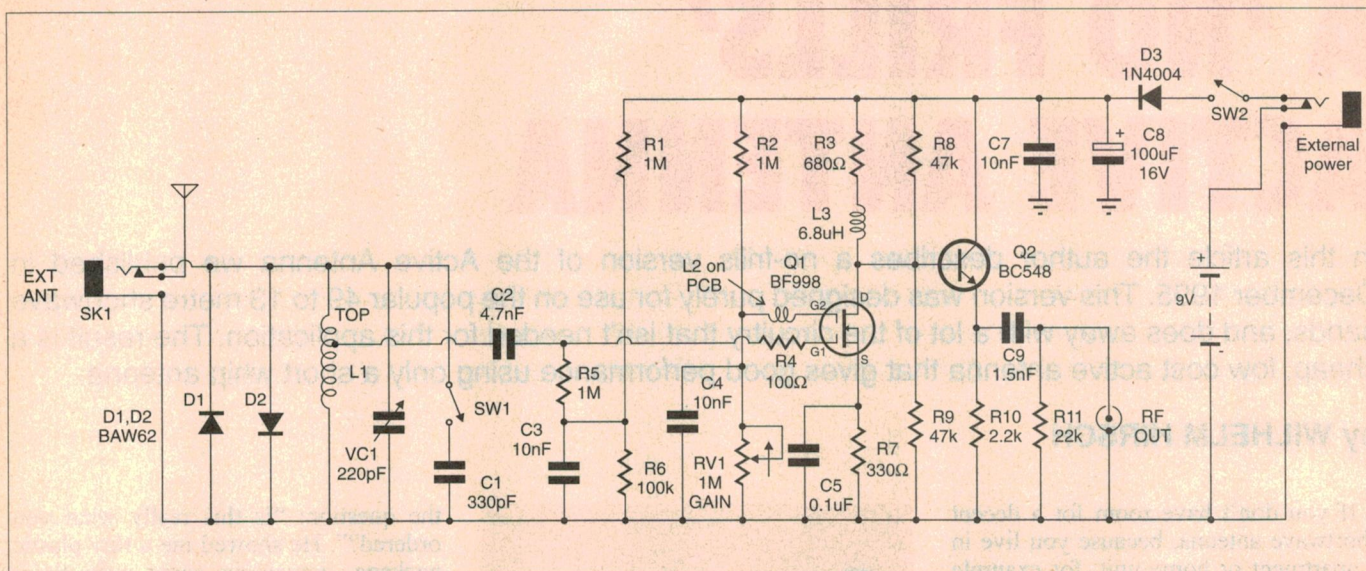 D3
1N4004
SW2
External
power
R1
1M
R2
1M
R3
680Ω
R8
47k
C7
10nF
+
C8
100uF
16V
L3
6.8uH
EXT
ANT
SK1
TOP
L1
C2
4.7nF
L2 on
PCB
Q1
BF998
D
G2
G1
S
R4
100Ω
Q2
BC548
+
9V
C9
1.5nF
D1,D2
BAW62
D1
D2
VC1
220pF
SW1
C1
330pF
R5
1M
C3
10nF
R6
100k
C4
10nF
RV1
1M
GAIN
C5
0.1uF
R7
330Ω
R9
47k
R10
2.2k
R11
22k
RF
OUT